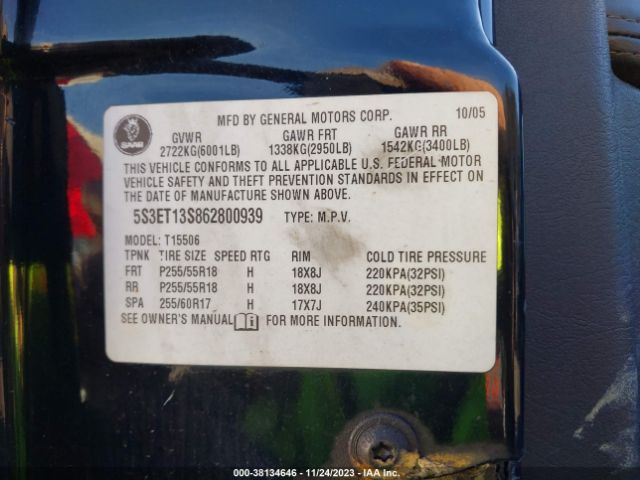 MFD BY GENERAL MOTORS CORP. 10/05
SAAB
GVWR GAWR FRT GAWR RR
2722KG(6001LB) 1338KG(2950LB) 1542KG(3400LB)
THIS VEHICLE CONFORMS TO ALL APPLICABLE U.S. FEDERAL MOTOR
VEHICLE SAFETY AND THEFT PREVENTION STANDARDS IN EFFECT ON
THE DATE OF MANUFACTURE SHOWN ABOVE.
5S3ET13S862800939 TYPE: M.P.V.
MODEL: T15506
TPNK TIRE SIZE SPEED RTG RIM COLD TIRE PRESSURE
FRT P255/55R18 H 18X8J 220KPA(32PSI)
RR P255/55R18 H 18X8J 220KPA(32PSI)
SPA 255/60R17 H 17X7J 240KPA(35PSI)
SEE OWNER'S MANUAL FOR MORE INFORMATION.
000-38134646 - 11/24/2023 - IAA Inc.